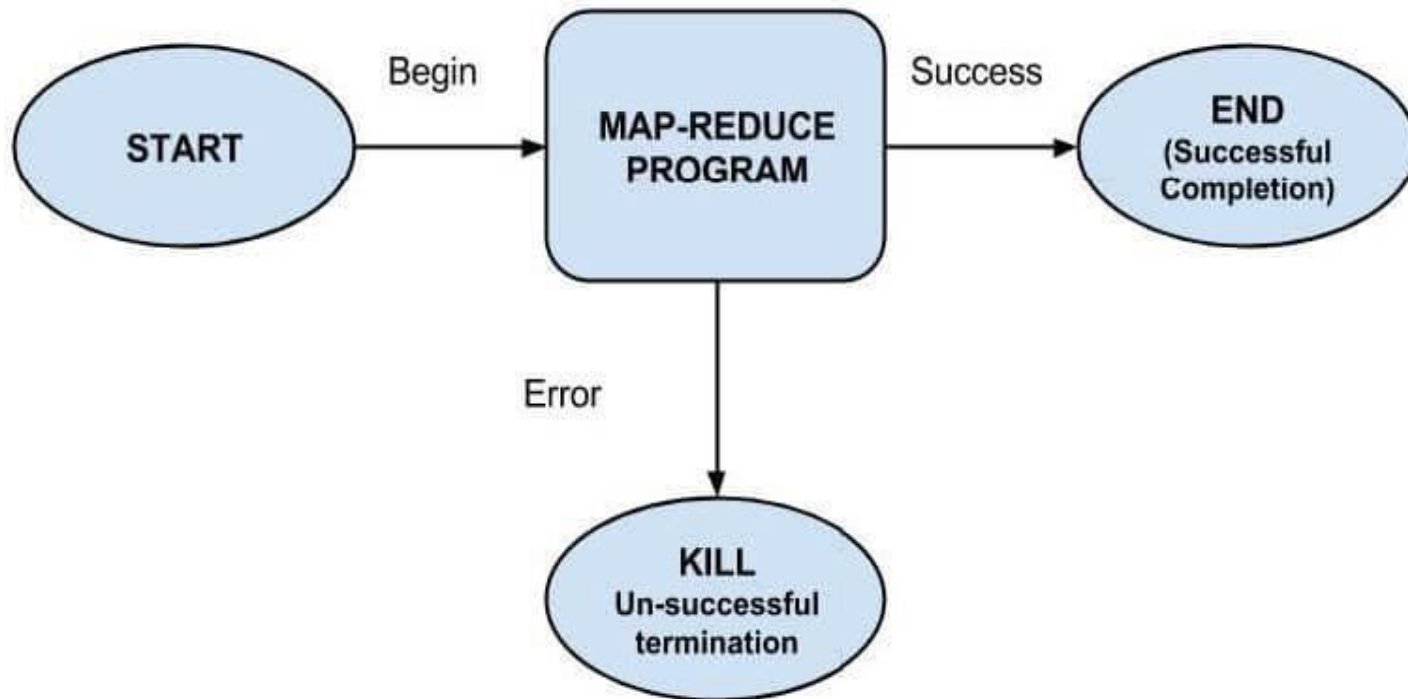 START
Begin
MAP-REDUCE
PROGRAM
Success
END
(Successful
Completion)
Error
KILL
Un-successful
termination